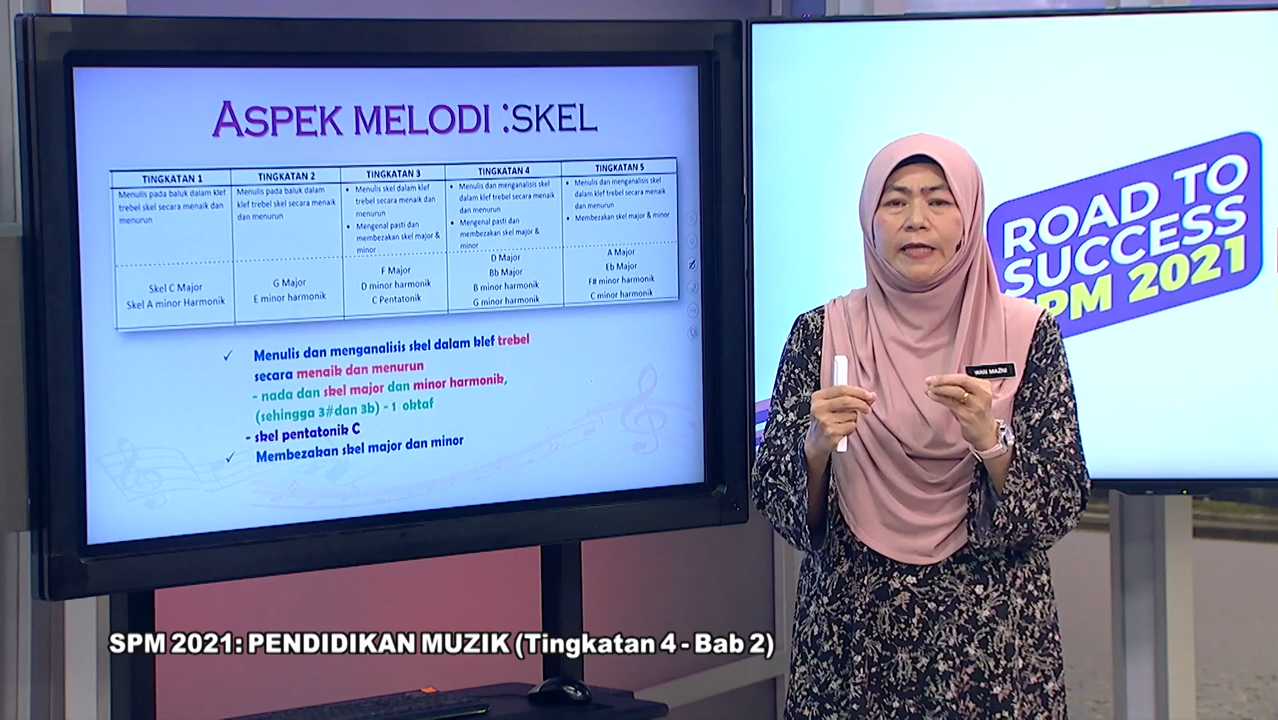 ASPEK MELODI :SKEL
TINGKATAN 1
Menulis pada baluk dalam klef
trebel skel secara menaik dan
menurun
Skel C Major
Skel A minor Harmonik
TINGKATAN 2
Menulis pada baluk dalam
klef trebel skel secara menaik
dan menurun
G Major
E minor harmonik
TINGKATAN 3
• Menulis skel dalam klef
trebel secara menaik dan
menurun
• Mengenal pasti dan
membezakan skel major &
minor
F Major
D minor harmonik
C Pentatonik
TINGKATAN 4
• Menulis dan menganalisis skel
dalam klef trebel secara menaik
dan menurun
• Mengenal pasti dan
membezakan skel major &
minor
D Major
Bb Major
B minor harmonik
G minor harmonik
TINGKATAN 5
• Menulis dan menganalisis skel
dalam klef trebel secara menaik
dan menurun
• Membezakan skel major & minor
A Major
Eb Major
F# minor harmonik
C minor harmonik
✓ Menulis dan menganalisis skel dalam klef trebel
secara menaik dan menurun
- nada dan skel major dan minor harmonik,
(sehingga 3#dan 3b) - 1 oktaf
- skel pentatonik C
✓ Membezakan skel major dan minor
ROAD TO
SUCCESS
SPM 2021
WAN MAZNI
SPM 2021: PENDIDIKAN MUZIK (Tingkatan 4 - Bab 2)